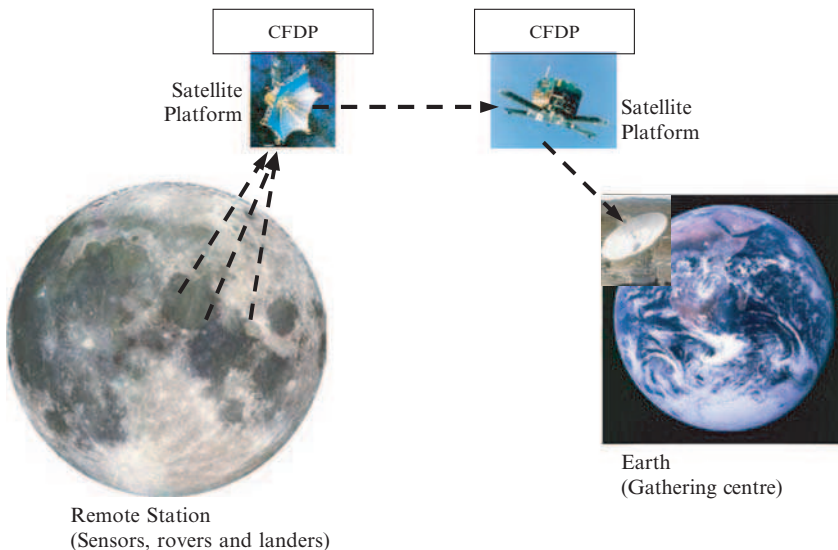 CFDP
CFDP
Satellite
Platform
Satellite
Platform
Earth
(Gathering centre)
Remote Station
(Sensors, rovers and landers)